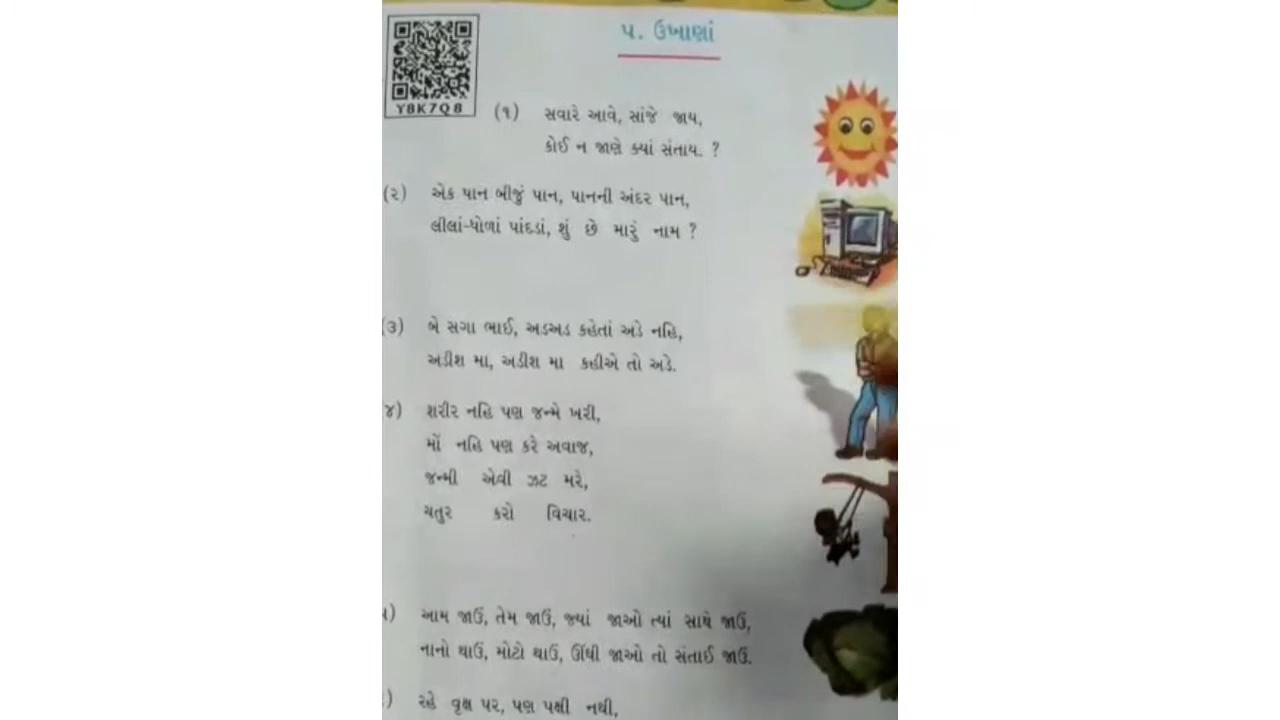 ૫. ઉખાણાં
Y8K7Q8
(૧) સવારે આવે, સાંજે જાય,
કોઈ ન જાણે ક્યાં સંતાય. ?
(૨) એક પાન બીજું પાન, પાનની અંદર પાન,
લીલાં-ધોળાં પાંદડાં, શું છે મારું નામ ?
(૩) બે સગા ભાઈ, અડઅડ કહેતાં અડે નહિ,
અડીશ મા, અડીશ મા કહીએ તો અડે.
૪) શરીર નહિ પણ જન્મે ખરી,
મોં નહિ પણ કરે અવાજ,
જન્મી એવી ઝટ મરે,
ચતુર કરો વિચાર.
૫) આમ જાઉં, તેમ જાઉં, જ્યાં જાઓ ત્યાં સાથે જાઉં,
નાનો થાઉં, મોટો થાઉં, ઊંઘી જાઓ તો સંતાઈ જાઉં.
) રહે વૃક્ષ પર, પણ પક્ષી નથી,